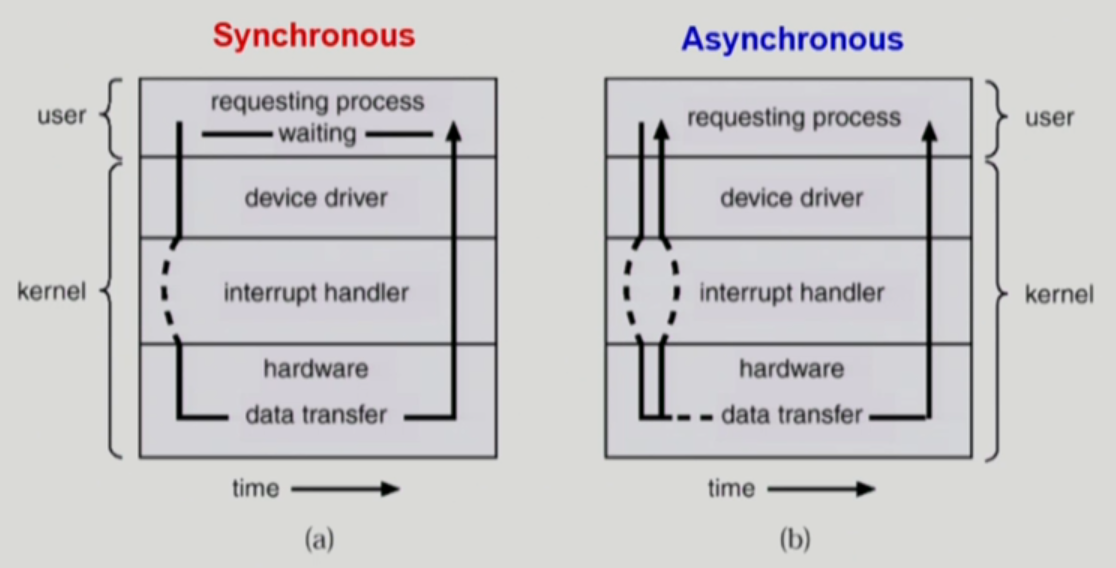 Synchronous
user
requesting process
waiting
device driver
kernel
interrupt handler
hardware
data transfer
time
(a)
Asynchronous
requesting process
user
device driver
interrupt handler
kernel
hardware
data transfer
time
(b)